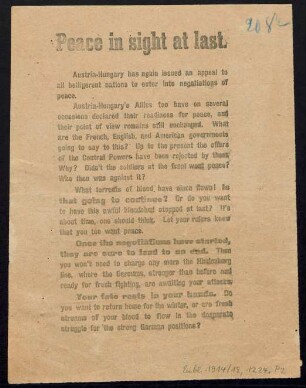 208
Peace in sight at last.
Austria-Hungary has again issued an appeal to
all belligerent nations to enter into negotiations of
peace.
Austria-Hungary's Allies too have on several
occasions declared their readiness for peace, and
their point of view remains still unchanged. What
are the French, English, and American governments
going to say to this? Up to the present the offers
of the Central Powers have been rejected by them.
Why? Didn't the soldiers at the front want peace?
Who then was against it?
What torrents of blood have since flown! Is
that going to continue? Or do you want
to have this awful bloodshed stopped at last? It's
about time, one should think. Let your rulers know
that you too want peace.
Once the negotiations have started,
they are sure to lead to an end. Then
you won't need to charge any more the Hindenburg
line, where the Germans, stronger than before and
ready for fresh fighting, are awaiting your attacks.
Your fate rests in your hands. Do
you want to return home for the winter, or are fresh
streams of your blood to flow in the desperate
struggle for the strong German positions?
Einbl. 1914/18,